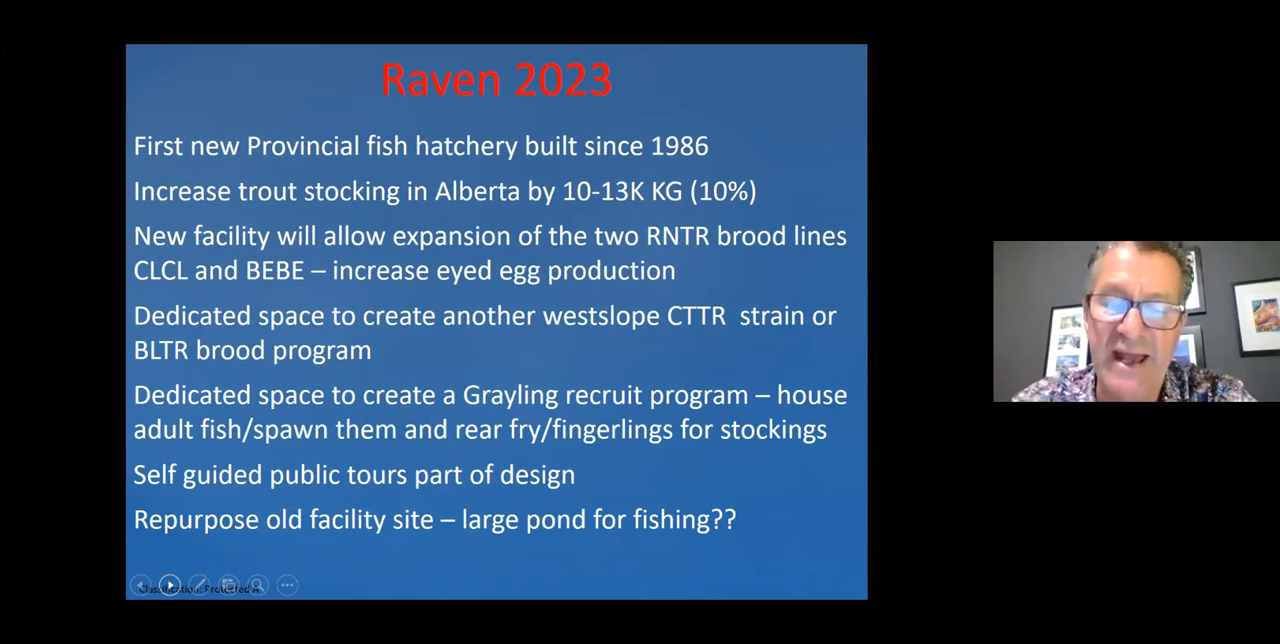 Raven 2023
First new Provincial fish hatchery built since 1986
Increase trout stocking in Alberta by 10-13K KG (10%)
New facility will allow expansion of the two RNTR brood lines
CLCL and BEBE – increase eyed egg production
Dedicated space to create another westslope CTTR  strain or
BLTR brood program
Dedicated space to create a Grayling recruit program – house
adult fish/spawn them and rear fry/fingerlings for stockings
Self guided public tours part of design
Repurpose old facility site – large pond for fishing??
Classification: Protected A